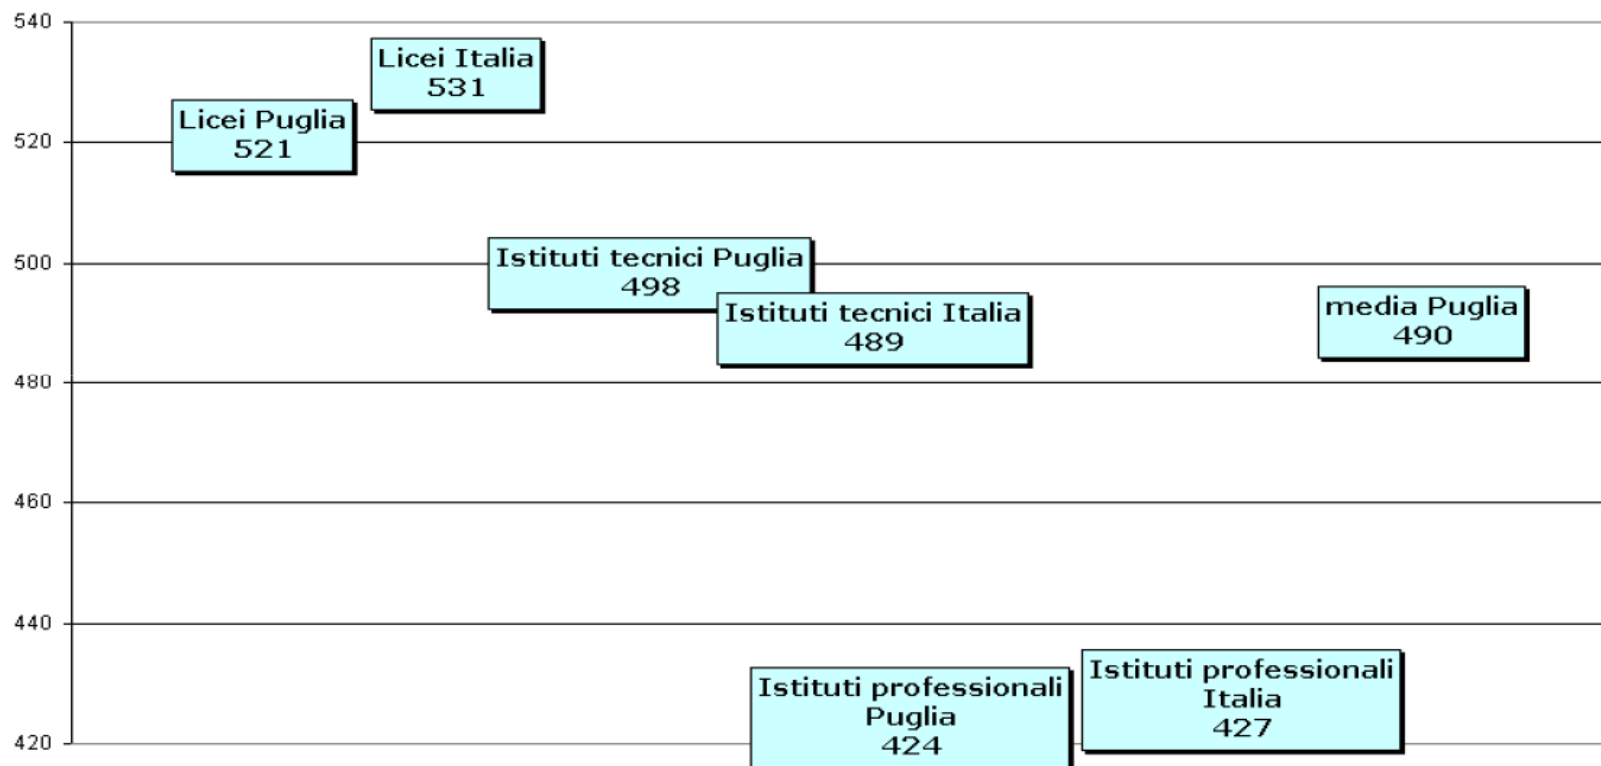 540
Licei Italia
531
Licei Puglia
521
520
Istituti tecnici Puglia
498
500
Istituti tecnici Italia
489
media Puglia
490
480
460
440
Istituti professionali
Italia
427
Istituti professionali
Puglia
424
420